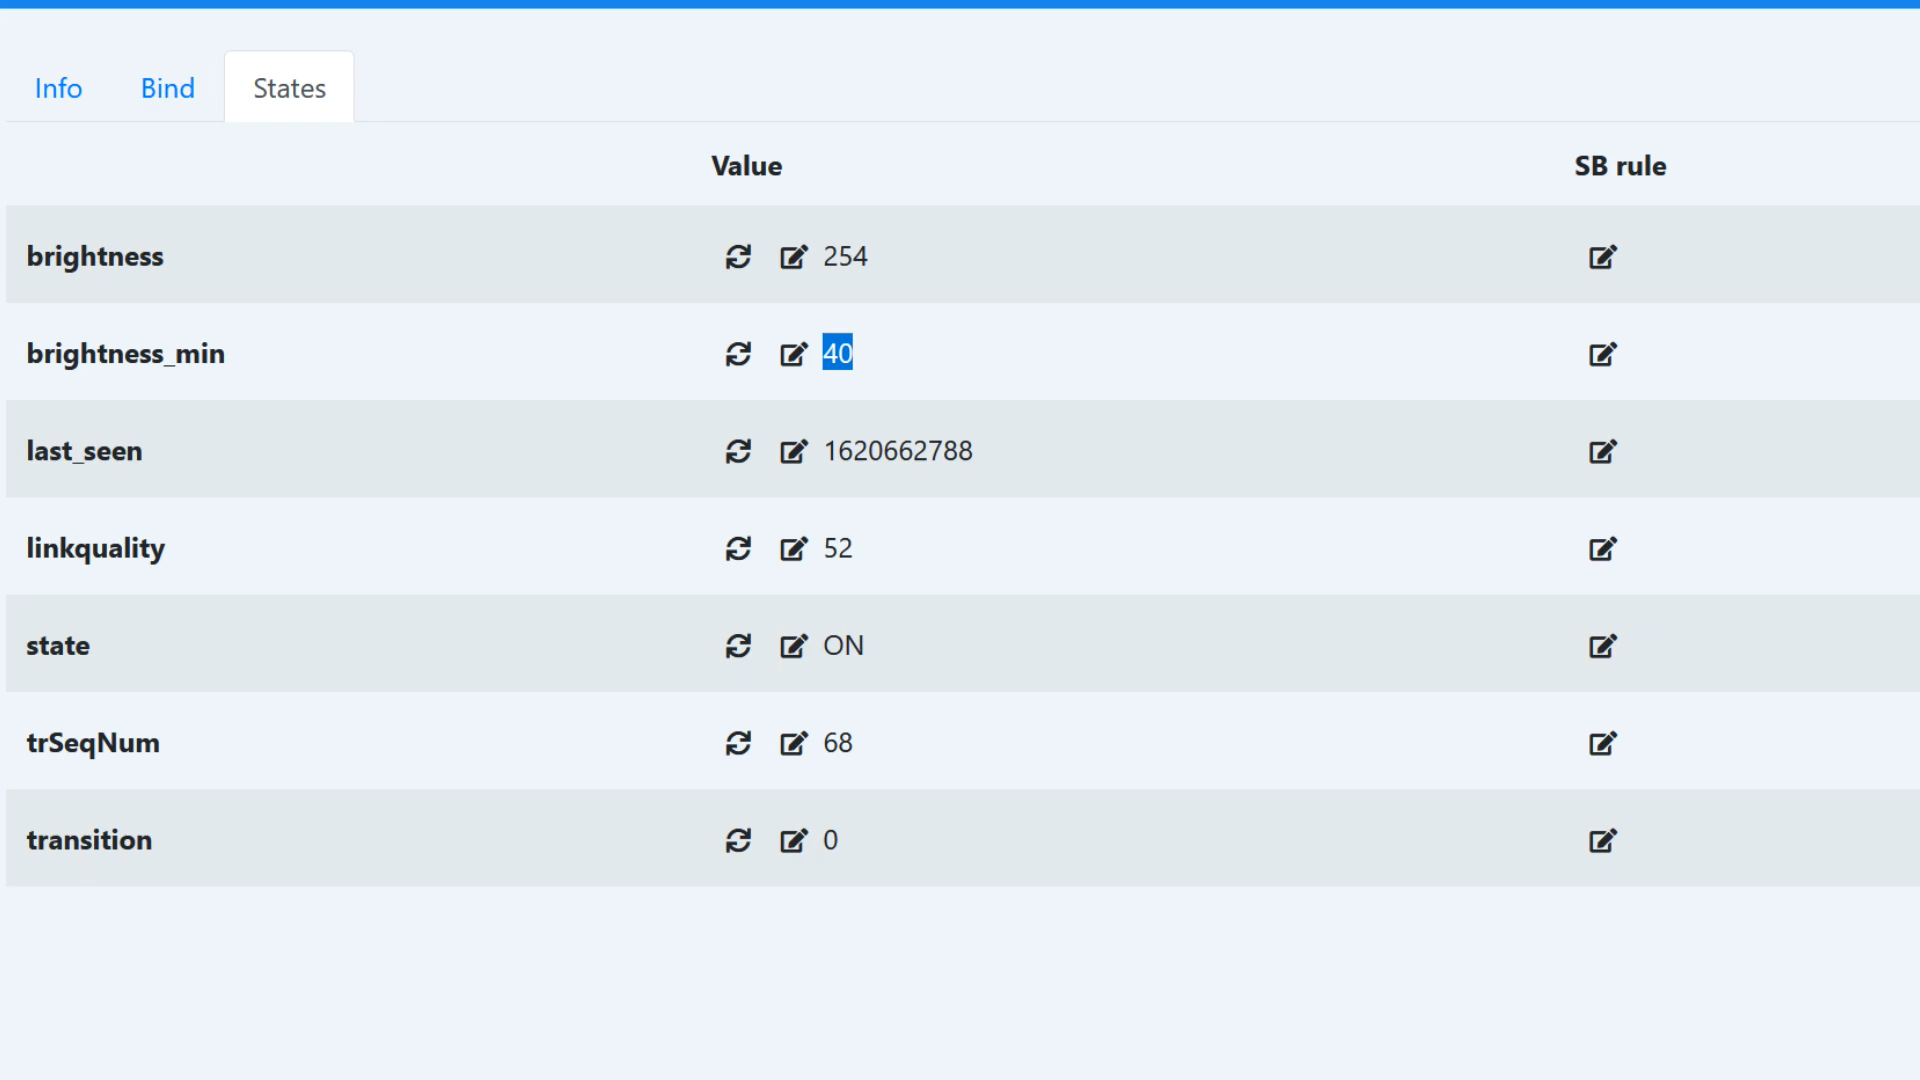 Info Bind States
Value SB rule
brightness 254
brightness_min 40
last_seen 1620662788
linkquality 52
state ON
trSeqNum 68
transition 0